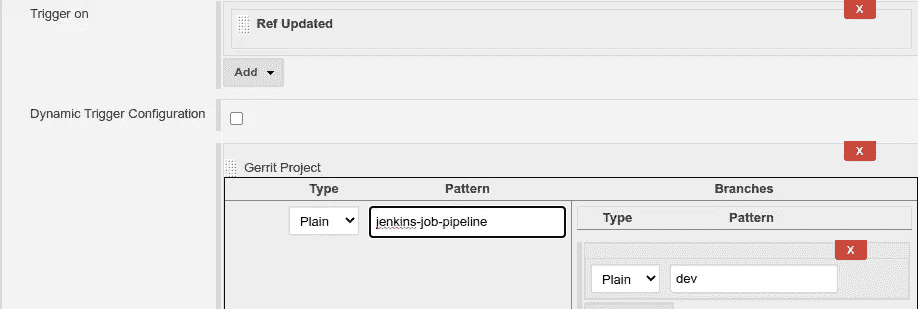 Trigger on
X
Ref Updated
Add
Dynamic Trigger Configuration
X
Gerrit Project
Type Pattern Branches
Plain jenkins-job-pipeline
Type Pattern
X
Plain dev